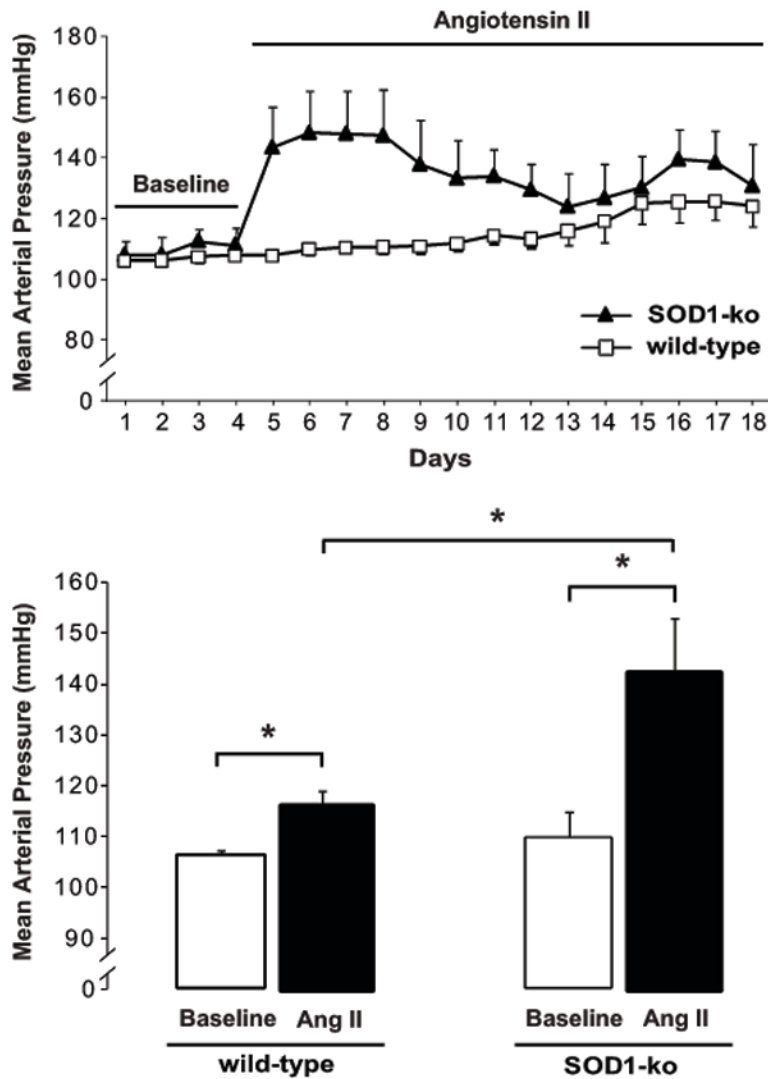 Angiotensin II
Mean Arterial Pressure (mmHg)
180
160
140
120
100
80
0
Baseline
SOD1-ko
wild-type
1 2 3 4 5 6 7 8 9 10 11 12 13 14 15 16 17 18
Days
*
*
*
Mean Arterial Pressure (mmHg)
160
150
140
130
120
110
100
90
0
Baseline Ang II Baseline Ang II
wild-type SOD1-ko